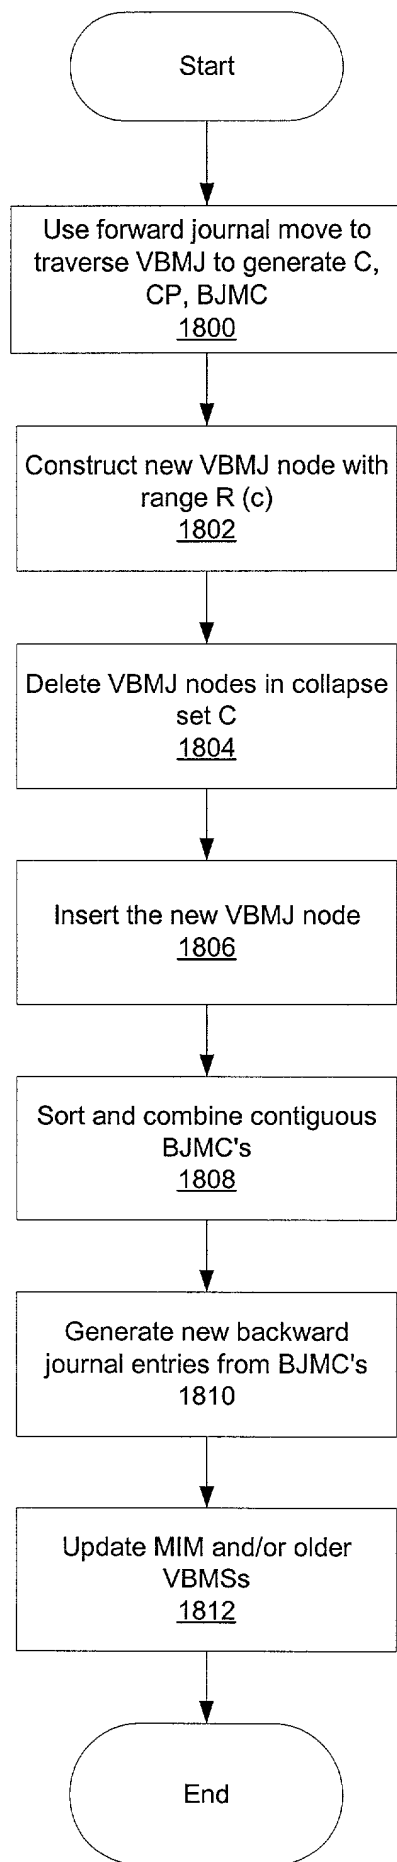 Start
Use forward journal move to
traverse VBMJ to generate C,
CP, BJMC
1800
Construct new VBMJ node with
range R (c)
1802
Delete VBMJ nodes in collapse
set C
1804
Insert the new VBMJ node
1806
Sort and combine contiguous
BJMC's
1808
Generate new backward
journal entries from BJMC's
1810
Update MIM and/or older
VBMSs
1812
End